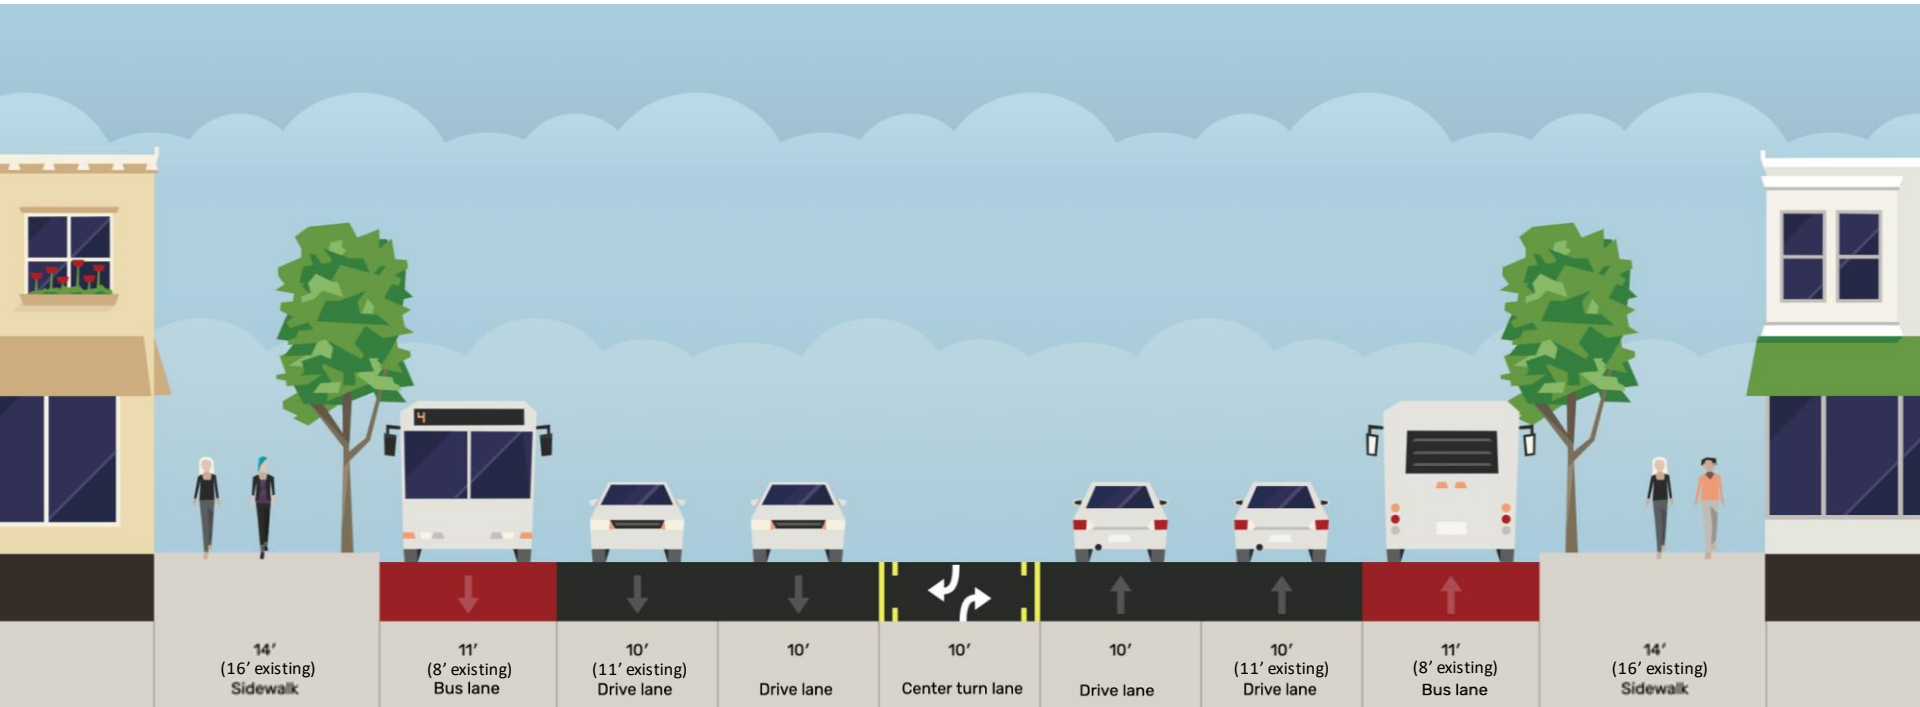 4
14'
(16' existing)
Sidewalk
11'
(8' existing)
Bus lane
10'
(11' existing)
Drive lane
10'
Drive lane
10'
Center turn lane
10'
Drive lane
10'
(11' existing)
Drive lane
11'
(8' existing)
Bus lane
14'
(16' existing)
Sidewalk